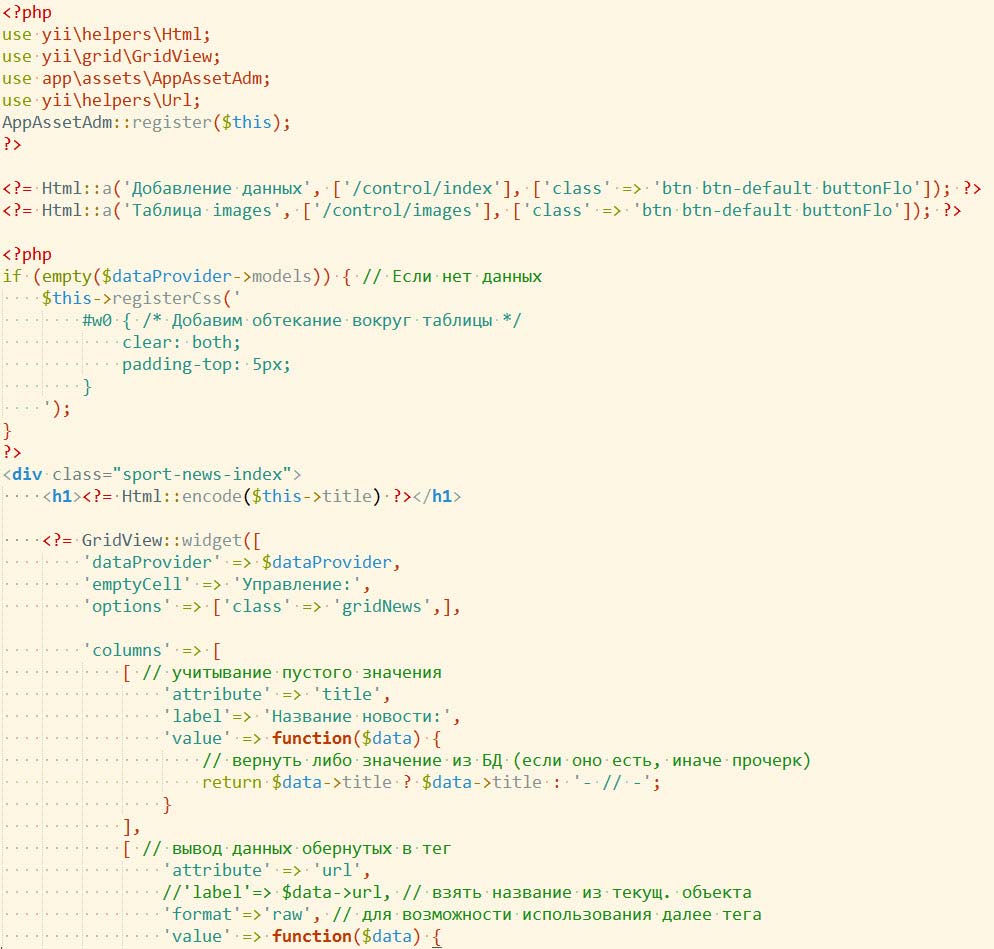 <?php
use yii\helpers\Html;
use yii\grid\GridView;
use app\assets\AppAssetAdm;
use yii\helpers\Url;
AppAssetAdm::register($this);
?>

<?= Html::a('Добавление данных', ['/control/index'], ['class' => 'btn btn-default buttonFlo']); ?>
<?= Html::a('Таблица images', ['/control/images'], ['class' => 'btn btn-default buttonFlo']); ?>

<?php
if (empty($dataProvider->models)) { // Если нет данных
    $this->registerCss('
        #w0 { /* Добавим обтекание вокруг таблицы */
            clear: both;
            padding-top: 5px;
        }
    ');
}
?>
<div class="sport-news-index">
    <h1><?= Html::encode($this->title) ?></h1>

    <?= GridView::widget([
        'dataProvider' => $dataProvider,
        'emptyCell' => 'Управление:',
        'options' => ['class' => 'gridNews',],

        'columns' => [
            [ // учитывание пустого значения
                'attribute' => 'title',
                'label'=> 'Название новости:',
                'value' => function($data) {
                    // вернуть либо значение из БД (если оно есть, иначе прочерк)
                    return $data->title ? $data->title : '- // -';
                }
            ],
            [ // вывод данных обернутых в тег
                'attribute' => 'url',
                //'label'=> $data->url, // взять название из текущ. объекта
                'format'=>'raw', // для возможности использования далее тега
                'value' => function($data) {